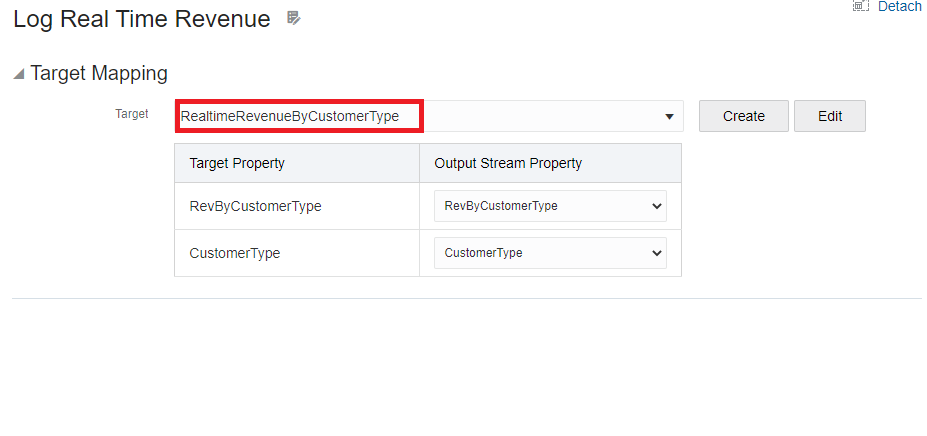 Log Real Time Revenue
Detach
Target Mapping
Target RealtimeRevenueByCustomerType Create Edit
Target Property Output Stream Property
RevByCustomerType RevByCustomerType
CustomerType CustomerType